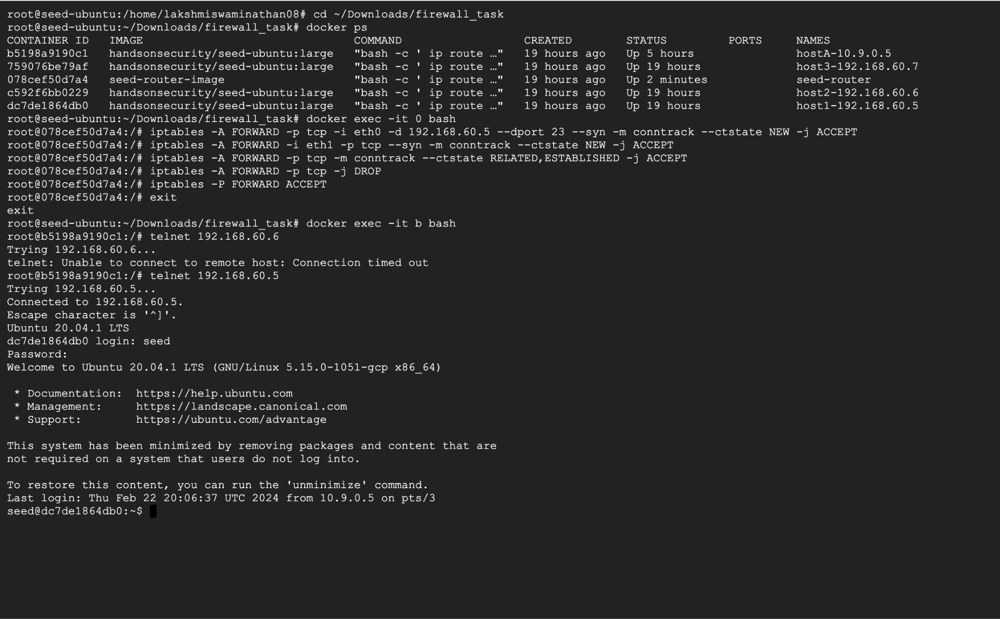 root@seed-ubuntu:/home/lakshmiswaminathan08# cd ~/Downloads/firewall_task
root@seed-ubuntu:~/Downloads/firewall_task# docker ps
CONTAINER ID   IMAGE                               COMMAND                  CREATED        STATUS         PORTS     NAMES
b5198a9190c1   handsonsecurity/seed-ubuntu:large   "bash -c ' ip route …"   19 hours ago   Up 5 hours               hostA-10.9.0.5
759076be79af   handsonsecurity/seed-ubuntu:large   "bash -c ' ip route …"   19 hours ago   Up 19 hours              host3-192.168.60.7
078cef50d7a4   seed-router-image                   "bash -c ' ip route …"   19 hours ago   Up 2 minutes             seed-router
c592f6bb0229   handsonsecurity/seed-ubuntu:large   "bash -c ' ip route …"   19 hours ago   Up 19 hours              host2-192.168.60.6
dc7de1864db0   handsonsecurity/seed-ubuntu:large   "bash -c ' ip route …"   19 hours ago   Up 19 hours              host1-192.168.60.5
root@seed-ubuntu:~/Downloads/firewall_task# docker exec -it 0 bash
root@078cef50d7a4:/# iptables -A FORWARD -p tcp -i eth0 -d 192.168.60.5 --dport 23 --syn -m conntrack --ctstate NEW -j ACCEPT
root@078cef50d7a4:/# iptables -A FORWARD -i eth1 -p tcp --syn -m conntrack --ctstate NEW -j ACCEPT
root@078cef50d7a4:/# iptables -A FORWARD -p tcp -m conntrack --ctstate RELATED,ESTABLISHED -j ACCEPT
root@078cef50d7a4:/# iptables -A FORWARD -p tcp -j DROP
root@078cef50d7a4:/# iptables -P FORWARD ACCEPT
root@078cef50d7a4:/# exit
exit
root@seed-ubuntu:~/Downloads/firewall_task# docker exec -it b bash
root@b5198a9190c1:/# telnet 192.168.60.6
Trying 192.168.60.6...
telnet: Unable to connect to remote host: Connection timed out
root@b5198a9190c1:/# telnet 192.168.60.5
Trying 192.168.60.5...
Connected to 192.168.60.5.
Escape character is '^]'.
Ubuntu 20.04.1 LTS
dc7de1864db0 login: seed
Password:
Welcome to Ubuntu 20.04.1 LTS (GNU/Linux 5.15.0-1051-gcp x86_64)
 * Documentation:  https://help.ubuntu.com
 * Management:     https://landscape.canonical.com
 * Support:        https://ubuntu.com/advantage
This system has been minimized by removing packages and content that are
not required on a system that users do not log into.
To restore this content, you can run the 'unminimize' command.
Last login: Thu Feb 22 20:06:37 UTC 2024 from 10.9.0.5 on pts/3
seed@dc7de1864db0:~$